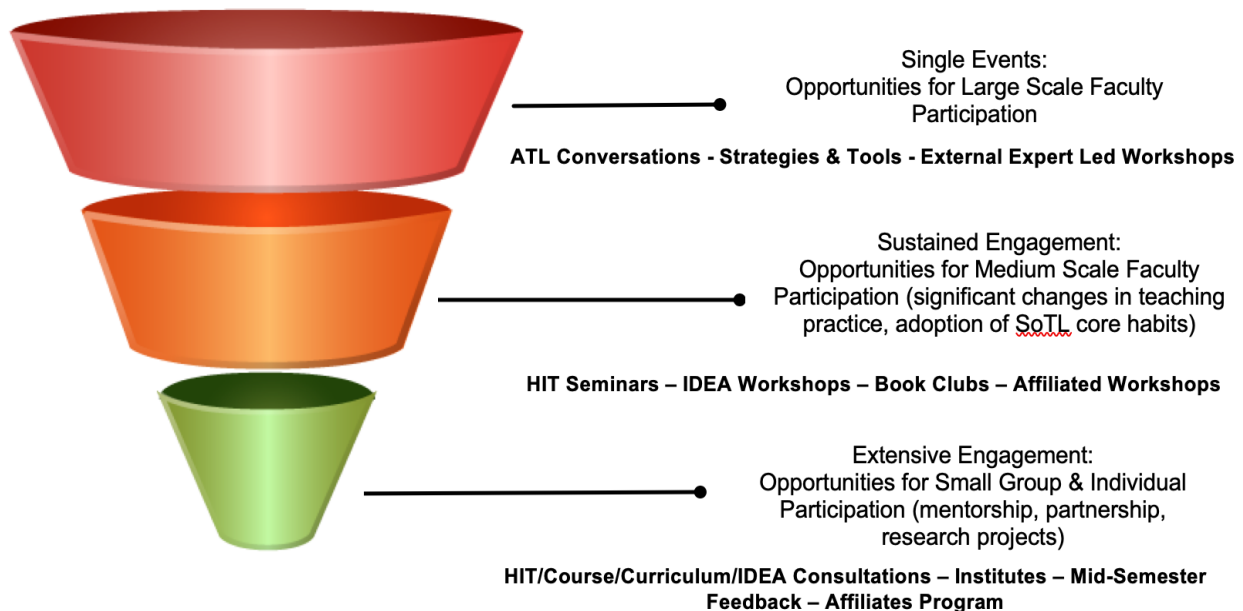 Single Events:
Opportunities for Large Scale Faculty
Participation
ATL Conversations - Strategies & Tools - External Expert Led Workshops
Sustained Engagement:
Opportunities for Medium Scale Faculty
Participation (significant changes in teaching
practice, adoption of SoTL core habits)
HIT Seminars – IDEA Workshops – Book Clubs – Affiliated Workshops
Extensive Engagement:
Opportunities for Small Group & Individual
Participation (mentorship, partnership,
research projects)
HIT/Course/Curriculum/IDEA Consultations – Institutes – Mid-Semester
Feedback – Affiliates Program